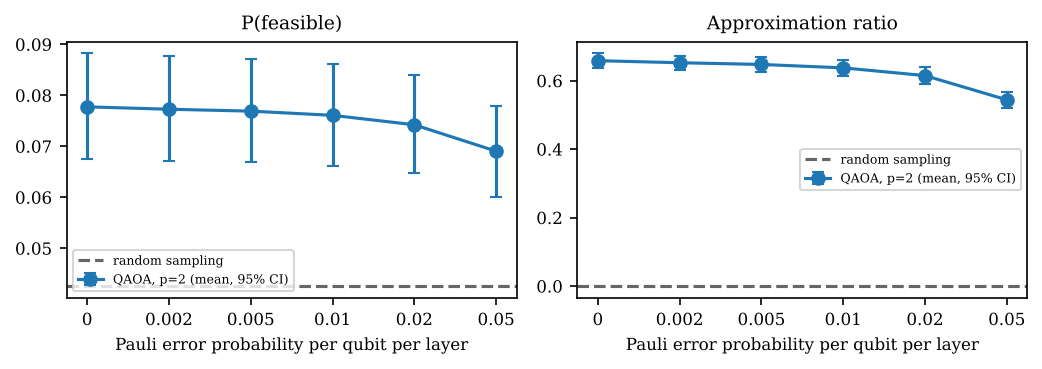 P(feasible)
0.09
0.08
0.07
0.06
0.05
random sampling
QAOA, p=2 (mean, 95% CI)
0 0.002 0.005 0.01 0.02 0.05
Pauli error probability per qubit per layer
Approximation ratio
0.6
0.4
0.2
0.0
random sampling
QAOA, p=2 (mean, 95% CI)
0 0.002 0.005 0.01 0.02 0.05
Pauli error probability per qubit per layer